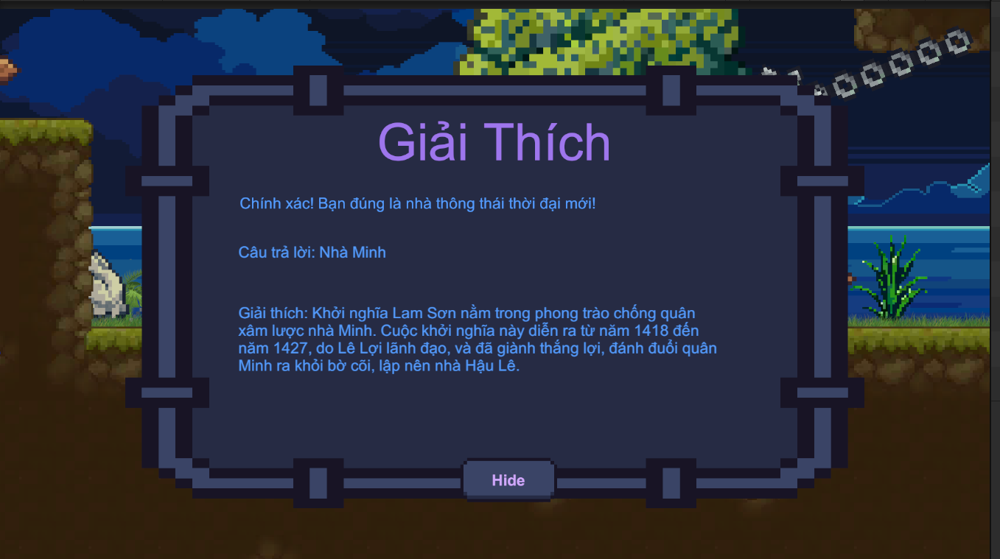 Giải Thích
Chính xác! Bạn đúng là nhà thông thái thời đại mới!
Câu trả lời: Nhà Minh
Giải thích: Khởi nghĩa Lam Sơn nằm trong phong trào chống quân
xâm lược nhà Minh. Cuộc khởi nghĩa này diễn ra từ năm 1418 đến
năm 1427, do Lê Lợi lãnh đạo, và đã giành thắng lợi, đánh đuổi quân
Minh ra khỏi bờ cõi, lập nên nhà Hậu Lê.
Hide